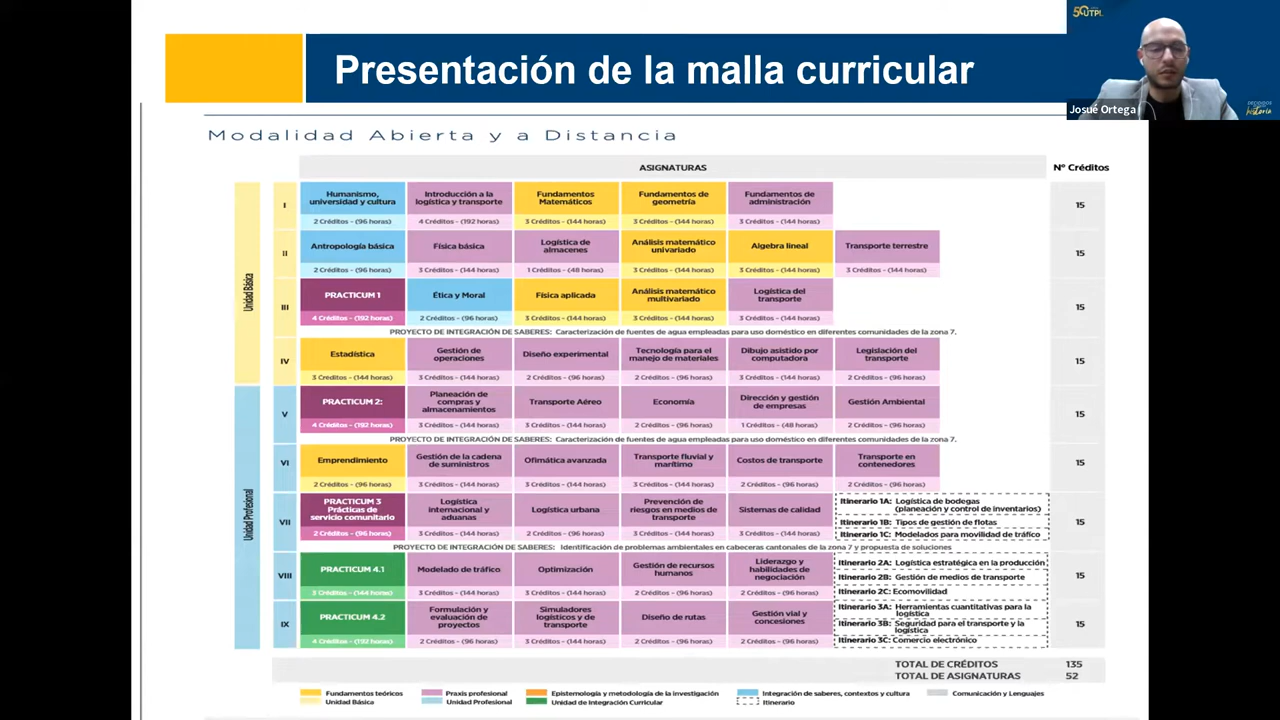 50 UTPL
Presentación de la malla curricular
Josué Ortega
DECIDIDOS
historia
Modalidad Abierta y a Distancia
ASIGNATURAS
Nº Créditos
Unidad Básica
I
Humanismo,
universidad y cultura
2 Créditos - (96 horas)
Introducción a la
logística y transporte
4 Créditos - (192 horas)
Fundamentos
Matemáticos
3 Créditos - (144 horas)
Fundamentos de
geometría
3 Créditos - (144 horas)
Fundamentos de
administración
3 Créditos - (144 horas)
15
II
Antropología básica
2 Créditos - (96 horas)
Física básica
3 Créditos - (144 horas)
Logística de
almacenes
1 Créditos - (48 horas)
Análisis matemático
univariado
3 Créditos - (144 horas)
Algebra lineal
3 Créditos - (144 horas)
Transporte terrestre
3 Créditos - (144 horas)
15
III
PRACTICUM 1
4 Créditos - (192 horas)
Ética y Moral
2 Créditos - (96 horas)
Física aplicada
3 Créditos - (144 horas)
Análisis matemático
multivariado
3 Créditos - (144 horas)
Logística del
transporte
3 Créditos - (144 horas)
15
PROYECTO DE INTEGRACIÓN DE SABERES: Caracterización de fuentes de agua empleadas para uso doméstico en diferentes comunidades de la zona 7.
IV
Estadística
3 Créditos - (144 horas)
Gestión de
operaciones
3 Créditos - (144 horas)
Diseño experimental
2 Créditos - (96 horas)
Tecnología para el
manejo de materiales
2 Créditos - (96 horas)
Dibujo asistido por
computadora
3 Créditos - (144 horas)
Legislación del
transporte
2 Créditos - (96 horas)
15
Unidad Profesional
V
PRACTICUM 2:
4 Créditos - (192 horas)
Planeación de
compras y
almacenamientos
3 Créditos - (144 horas)
Transporte Aéreo
3 Créditos - (144 horas)
Economía
2 Créditos - (96 horas)
Dirección y gestión
de empresas
1 Créditos - (48 horas)
Gestión Ambiental
2 Créditos - (96 horas)
15
PROYECTO DE INTEGRACIÓN DE SABERES: Caracterización de fuentes de agua empleadas para uso doméstico en diferentes comunidades de la zona 7.
VI
Emprendimiento
2 Créditos - (96 horas)
Gestión de la cadena
de suministros
3 Créditos - (144 horas)
Ofimática avanzada
3 Créditos - (144 horas)
Transporte fluvial y
marítimo
3 Créditos - (144 horas)
Costos de transporte
2 Créditos - (96 horas)
Transporte en
contenedores
2 Créditos - (96 horas)
15
VII
PRACTICUM 3
Prácticas de
servicio comunitario
2 Créditos - (96 horas)
Logística
internacional y
aduanas
3 Créditos - (144 horas)
Logística urbana
2 Créditos - (96 horas)
Prevención de
riesgos en medios de
transporte
3 Créditos - (144 horas)
Sistemas de calidad
3 Créditos - (144 horas)
Itinerario 1A: Logística de bodegas
(planeación y control de inventarios)
Itinerario 1B: Tipos de gestión de flotas
Itinerario 1C: Modelados para movilidad de tráfico
15
PROYECTO DE INTEGRACIÓN DE SABERES: Identificación de problemas ambientales en cabeceras cantonales de la zona 7 y propuesta de soluciones
VIII
PRACTICUM 4.1
3 Créditos - (144 horas)
Modelado de tráfico
3 Créditos - (144 horas)
Optimización
3 Créditos - (144 horas)
Gestión de recursos
humanos
2 Créditos - (96 horas)
Liderazgo y
habilidades de
negociación
2 Créditos - (96 horas)
Itinerario 2A: Logística estratégica en la producción
Itinerario 2B: Gestión de medios de transporte
Itinerario 2C: Ecomovilidad
15
IX
PRACTICUM 4.2
4 Créditos - (192 horas)
Formulación y
evaluación de
proyectos
2 Créditos - (96 horas)
Simuladores
logísticos y de
transporte
3 Créditos - (144 horas)
Diseño de rutas
2 Créditos - (96 horas)
Gestión vial y
concesiones
2 Créditos - (96 horas)
Itinerario 3A: Herramientas cuantitativas para la
logística
Itinerario 3B: Seguridad para el transporte y la
logística
Itinerario 3C: Comercio electrónico
15
TOTAL DE CRÉDITOS 135
TOTAL DE ASIGNATURAS 52
Fundamentos teóricos
Praxis profesional
Epistemología y metodología de la investigación
Integración de saberes, contextos y cultura
Comunicación y Lenguajes
Unidad Básica
Unidad Profesional
Unidad de Integración Curricular
Itinerario